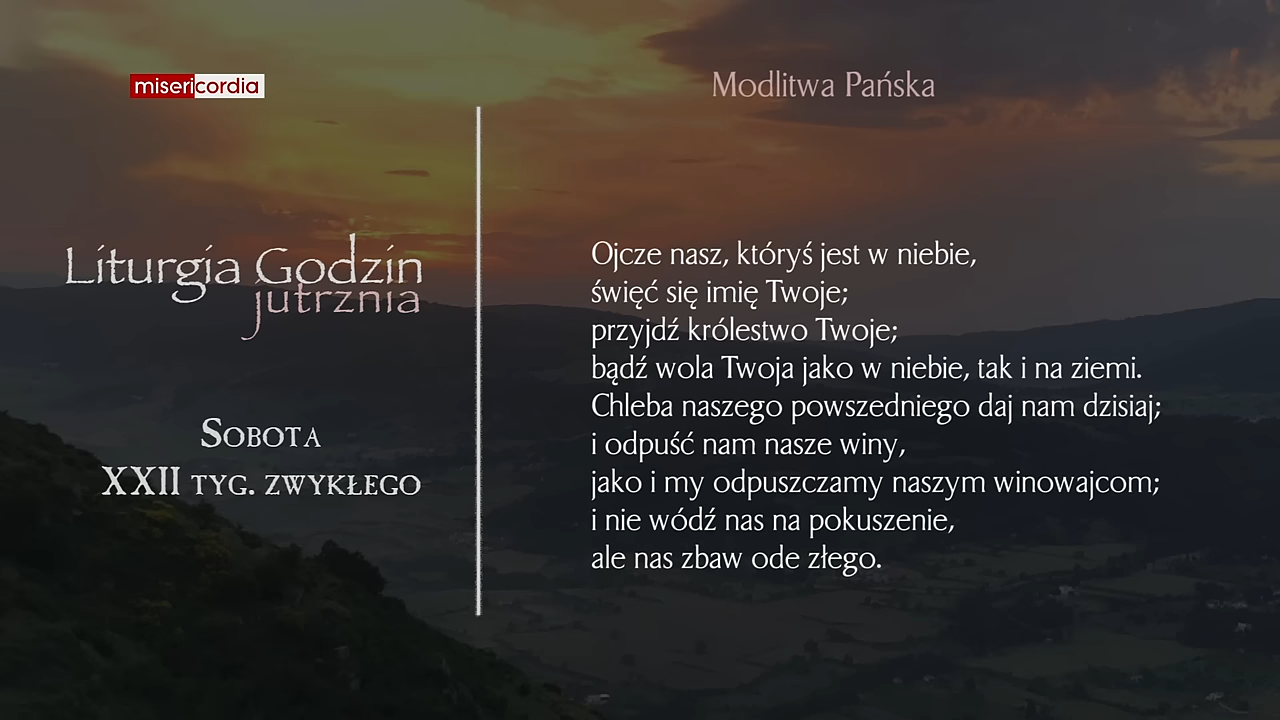 misericordia
Liturgia Godzin
jutrznia
Sobota
XXII tyg. zwykłego
Modlitwa Pańska
Ojcze nasz, któryś jest w niebie,
święć się imię Twoje;
przyjdź królestwo Twoje;
bądź wola Twoja jako w niebie, tak i na ziemi.
Chleba naszego powszedniego daj nam dzisiaj;
i odpuść nam nasze winy,
jako i my odpuszczamy naszym winowajcom;
i nie wódź nas na pokuszenie,
ale nas zbaw ode złego.